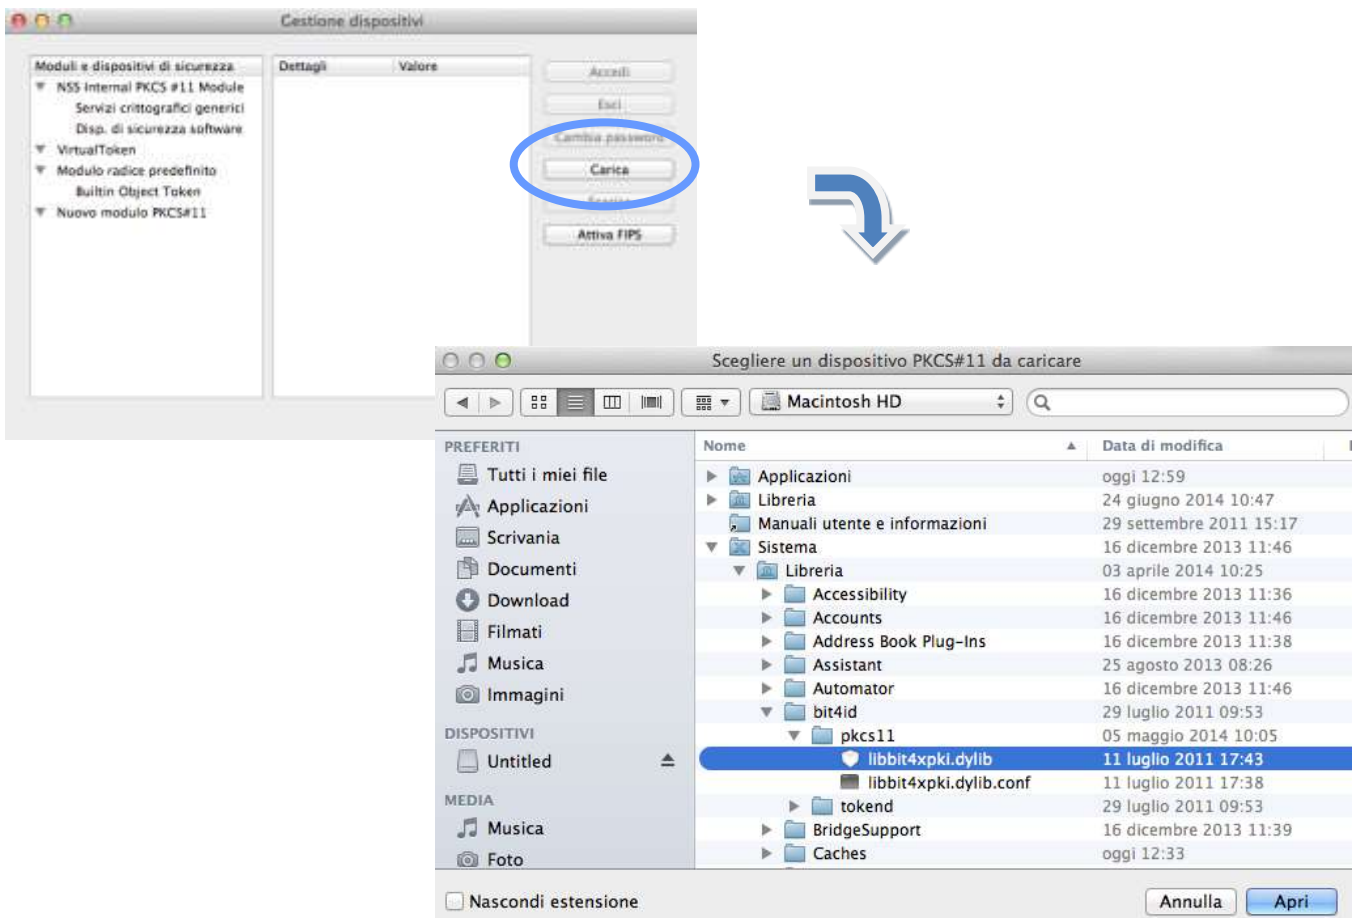 Gestione dispositivi
Moduli e dispositivi di sicurezza
Dettagli Valore
NSS Internal PKCS #11 Module
Servizi crittografici generici
Disp. di sicurezza software
VirtualToken
Modulo radice predefinito
Builtin Object Token
Nuovo modulo PKCS#11
Accedi
Esci
Cambia password
Carica
Attiva FIPS
Scegliere un dispositivo PKCS#11 da caricare
Macintosh HD
PREFERITI
Tutti i miei file
Applicazioni
Scrivania
Documenti
Download
Filmati
Musica
Immagini
DISPOSITIVI
Untitled
MEDIA
Musica
Foto
Nome Data di modifica
Applicazioni oggi 12:59
Libreria 24 giugno 2014 10:47
Manuali utente e informazioni 29 settembre 2011 15:17
Sistema 16 dicembre 2013 11:46
Libreria 03 aprile 2014 10:25
Accessibility 16 dicembre 2013 11:36
Accounts 16 dicembre 2013 11:46
Address Book Plug-Ins 16 dicembre 2013 11:38
Assistant 25 agosto 2013 08:26
Automator 16 dicembre 2013 11:46
bit4id 29 luglio 2011 09:53
pkcs11 05 maggio 2014 10:05
libbit4xpki.dylib 11 luglio 2011 17:43
libbit4xpki.dylib.conf 11 luglio 2011 17:38
tokend 29 luglio 2011 09:53
BridgeSupport 16 dicembre 2013 11:39
Caches oggi 12:33
Nascondi estensione
Annulla Apri